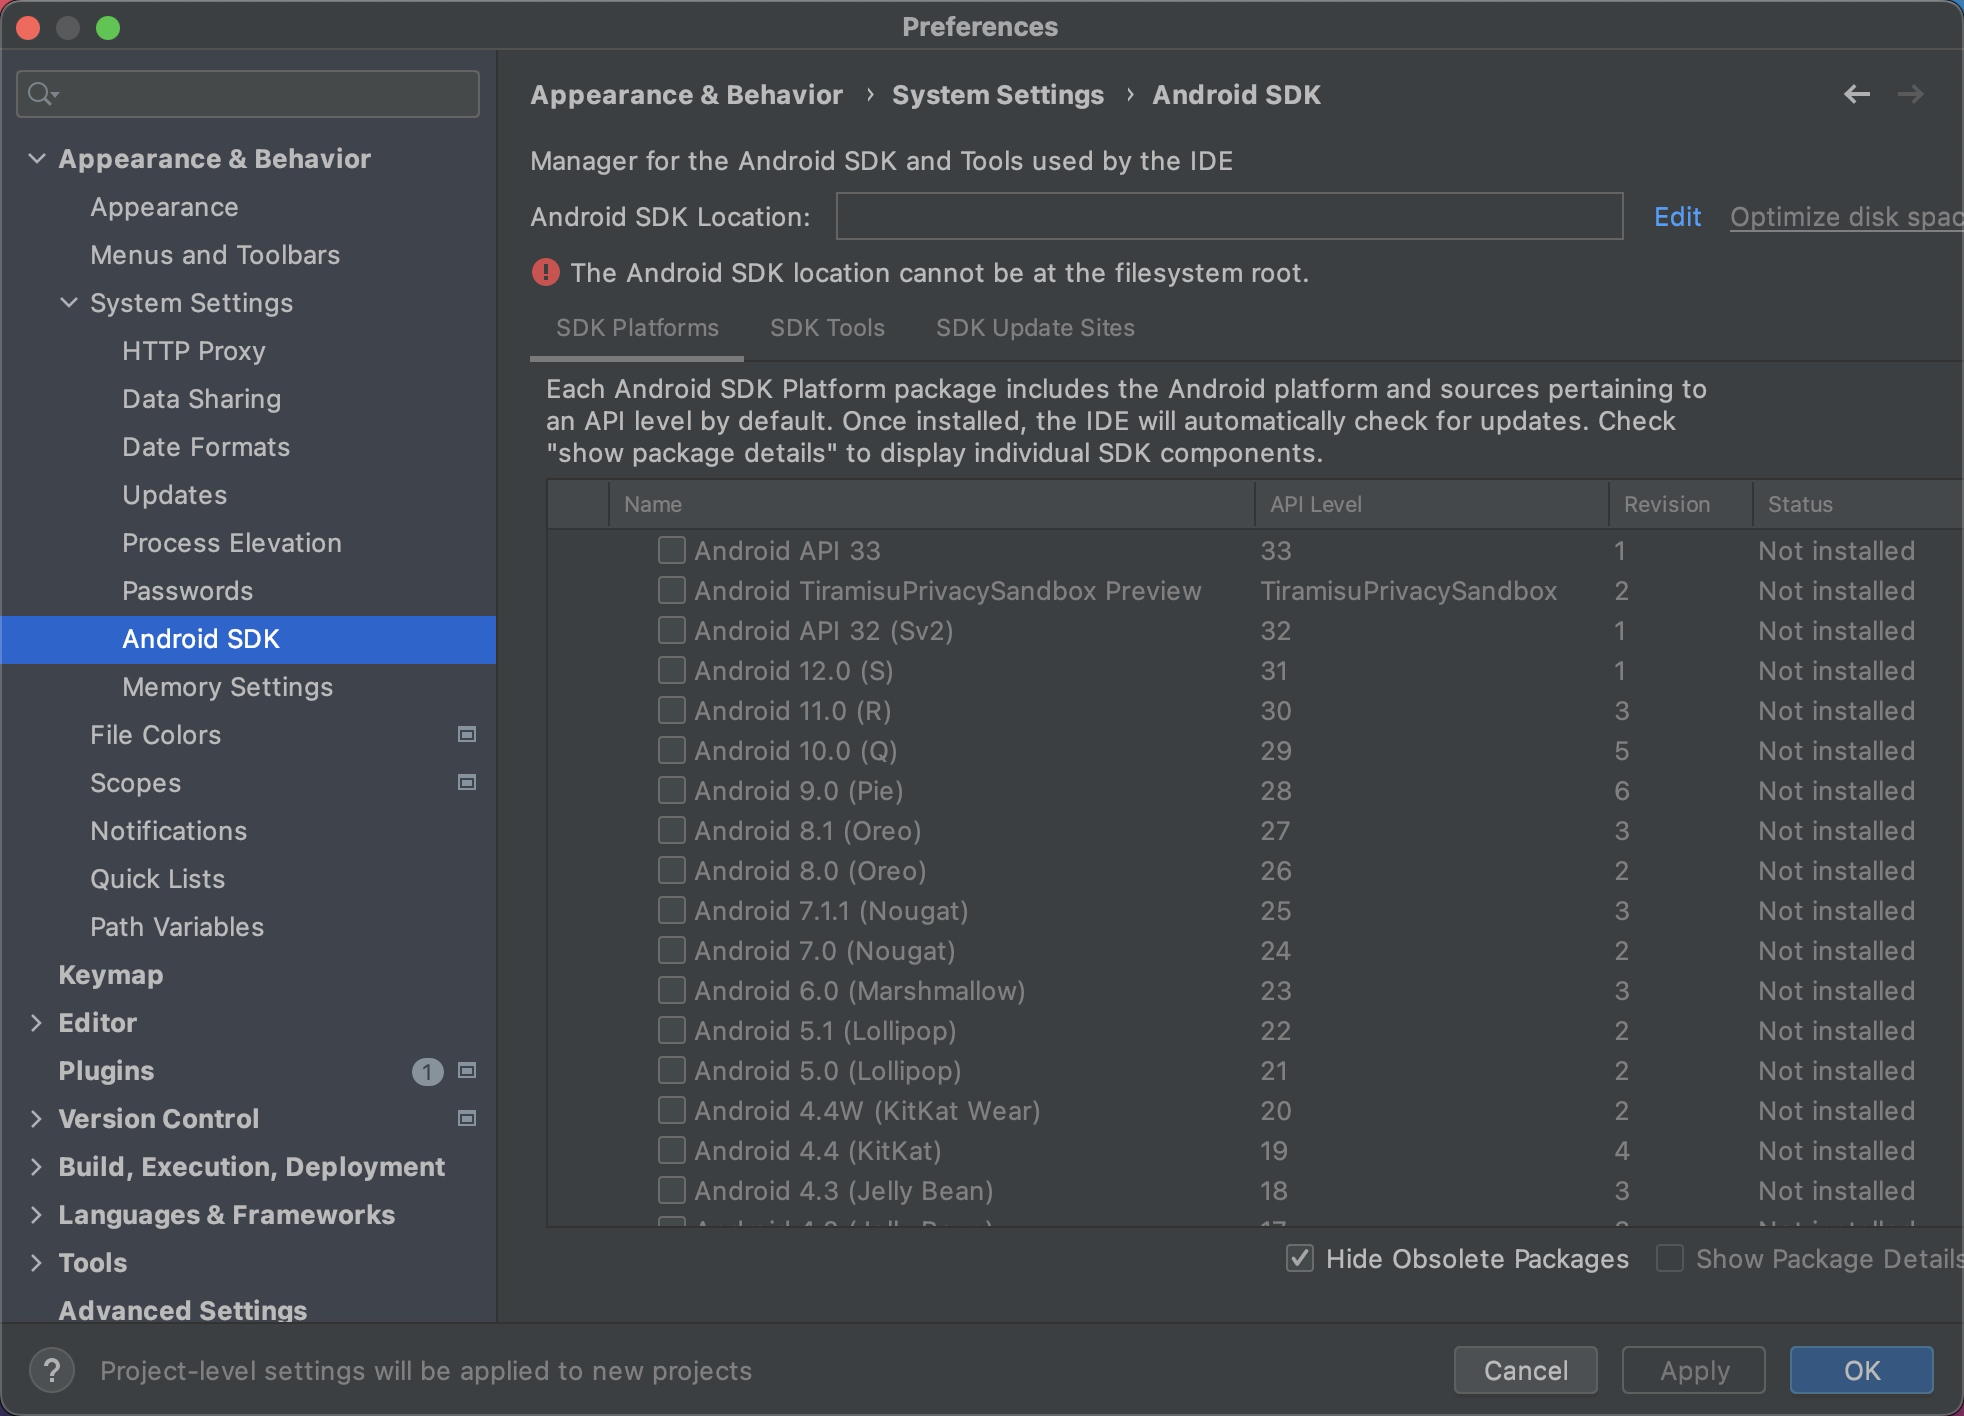 Preferences
Appearance & Behavior
Appearance
Menus and Toolbars
System Settings
HTTP Proxy
Data Sharing
Date Formats
Updates
Process Elevation
Passwords
Android SDK
Memory Settings
File Colors
Scopes
Notifications
Quick Lists
Path Variables
Keymap
Editor
Plugins 1
Version Control
Build, Execution, Deployment
Languages & Frameworks
Tools
Advanced Settings
Appearance & Behavior › System Settings › Android SDK
Manager for the Android SDK and Tools used by the IDE
Android SDK Location: Edit Optimize disk spac
The Android SDK location cannot be at the filesystem root.
SDK Platforms SDK Tools SDK Update Sites
Each Android SDK Platform package includes the Android platform and sources pertaining to
an API level by default. Once installed, the IDE will automatically check for updates. Check
"show package details" to display individual SDK components.
Name API Level Revision Status
Android API 33 33 1 Not installed
Android TiramisuPrivacySandbox Preview TiramisuPrivacySandbox 2 Not installed
Android API 32 (Sv2) 32 1 Not installed
Android 12.0 (S) 31 1 Not installed
Android 11.0 (R) 30 3 Not installed
Android 10.0 (Q) 29 5 Not installed
Android 9.0 (Pie) 28 6 Not installed
Android 8.1 (Oreo) 27 3 Not installed
Android 8.0 (Oreo) 26 2 Not installed
Android 7.1.1 (Nougat) 25 3 Not installed
Android 7.0 (Nougat) 24 2 Not installed
Android 6.0 (Marshmallow) 23 3 Not installed
Android 5.1 (Lollipop) 22 2 Not installed
Android 5.0 (Lollipop) 21 2 Not installed
Android 4.4W (KitKat Wear) 20 2 Not installed
Android 4.4 (KitKat) 19 4 Not installed
Android 4.3 (Jelly Bean) 18 3 Not installed
Hide Obsolete Packages Show Package Details
? Project-level settings will be applied to new projects
Cancel Apply OK